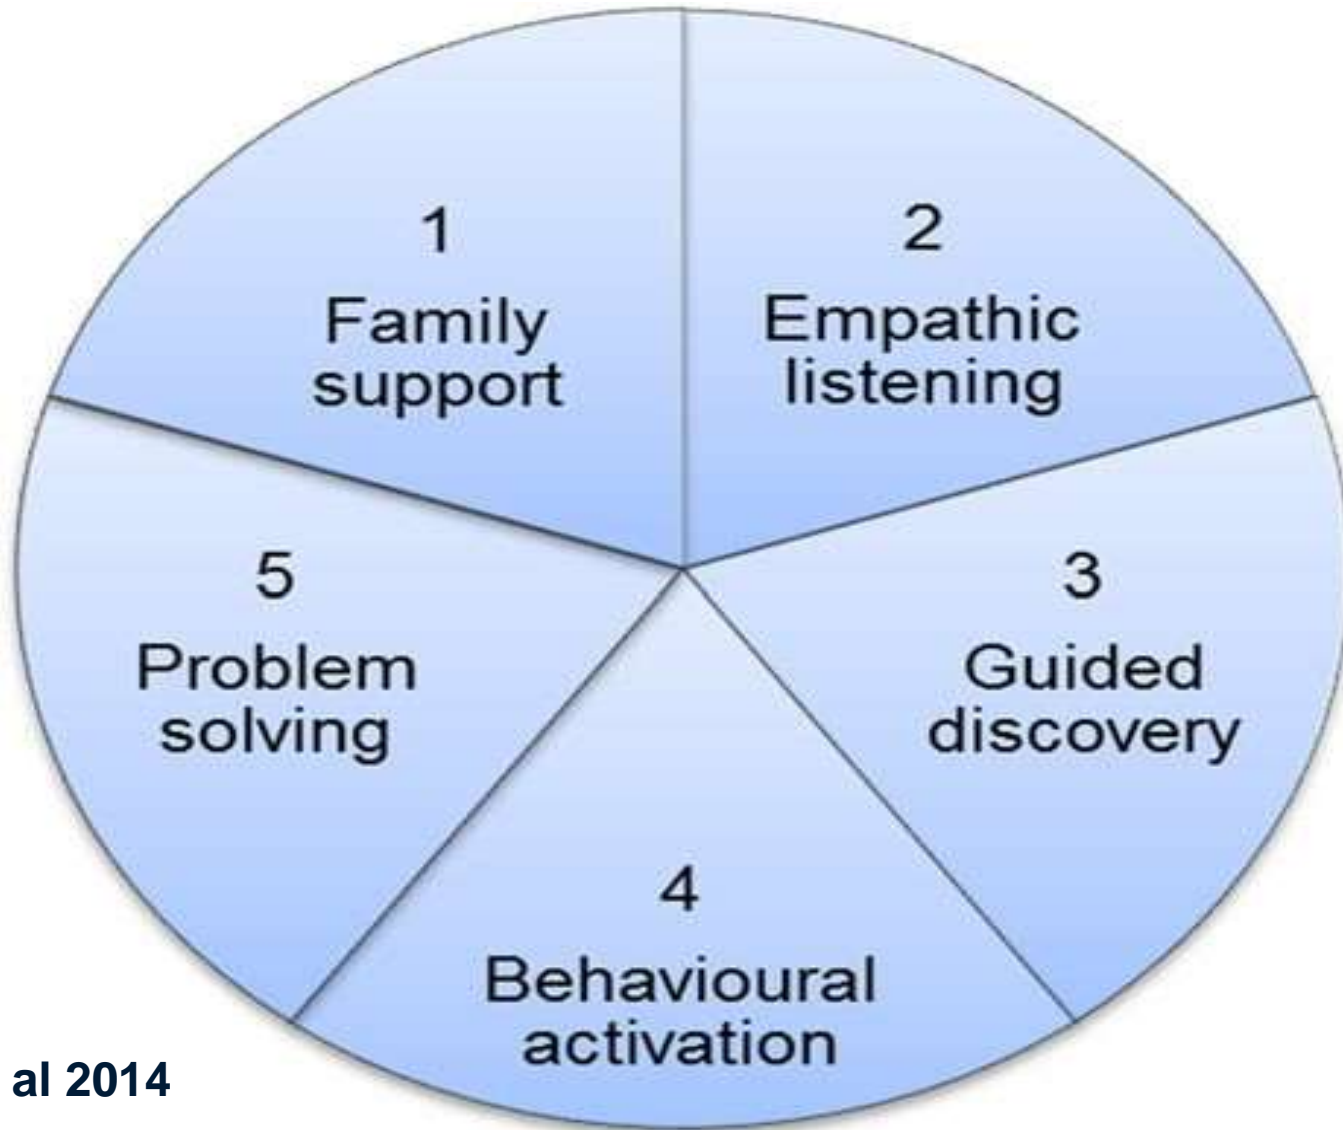 1
Family
support
2
Empathic
listening
3
Guided
discovery
4
Behavioural
activation
5
Problem
solving
al 2014